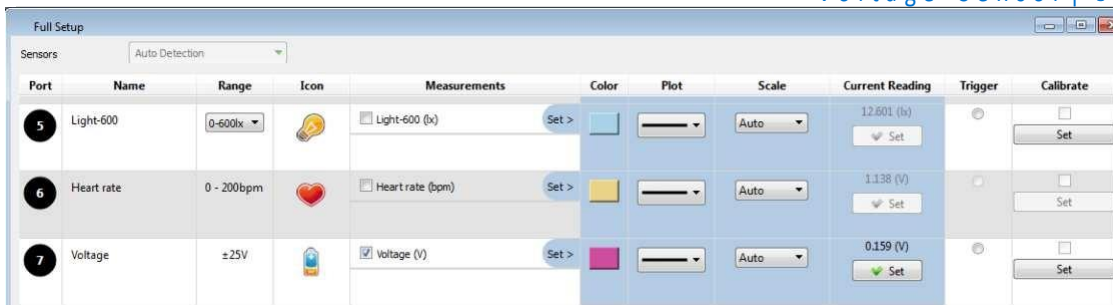 Full Setup
Sensors Auto Detection
Port Name Range Icon Measurements Color Plot Scale Current Reading Trigger Calibrate
5 Light-600 0-600lx Light-600 (lx) Set > Auto 12.601 (lx) Set Set
6 Heart rate 0 - 200bpm Heart rate (bpm) Set > Auto 1.138 (V) Set Set
7 Voltage ±25V Voltage (V) Set > Auto 0.159 (V) Set Set